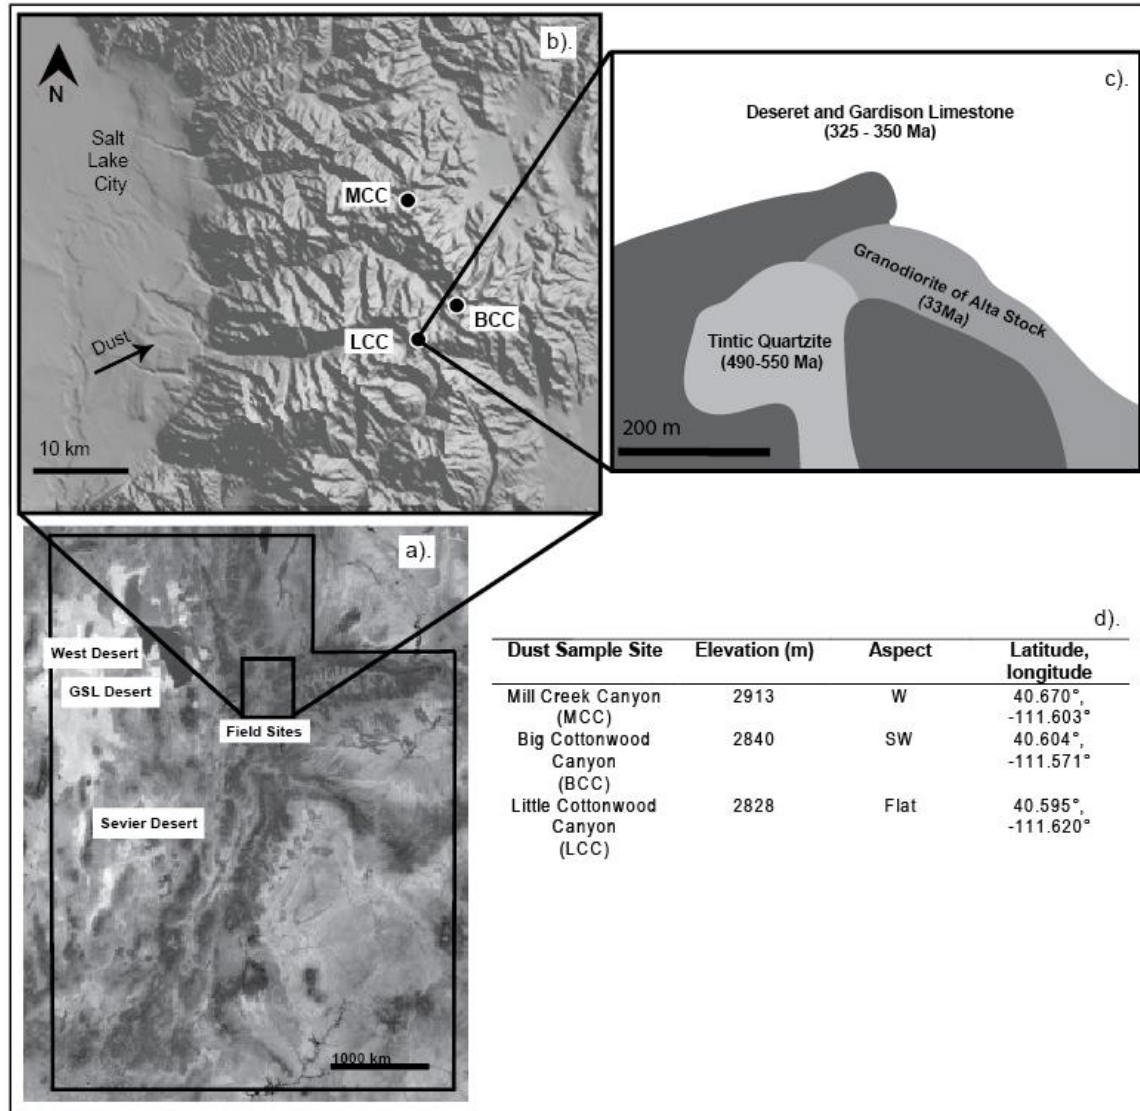 b).
N
Salt
Lake
City
MCC
BCC
LCC
Dust
10 km
c).
Deseret and Gardison Limestone
(325 - 350 Ma)
Granodiorite of Alta Stock
(33Ma)
Tintic Quartzite
(490-550 Ma)
200 m
a).
West Desert
GSL Desert
Field Sites
Sevier Desert
1000 km
d).
Dust Sample Site Elevation (m) Aspect Latitude,
longitude
Mill Creek Canyon 2913 W 40.670°,
(MCC) -111.603°
Big Cottonwood 2840 SW 40.604°,
Canyon -111.571°
(BCC)
Little Cottonwood 2828 Flat 40.595°,
Canyon -111.620°
(LCC)